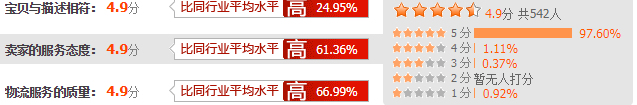 宝贝与描述相符： 4.9分 比同行业平均水平 高 24.95%
卖家的服务态度： 4.9分 比同行业平均水平 高 61.36%
物流服务的质量： 4.9分 比同行业平均水平 高 66.99%
4.9分 共542人
5 分 97.60%
4 分 1.11%
3 分 0.37%
2 分 暂无人打分
1 分 0.92%